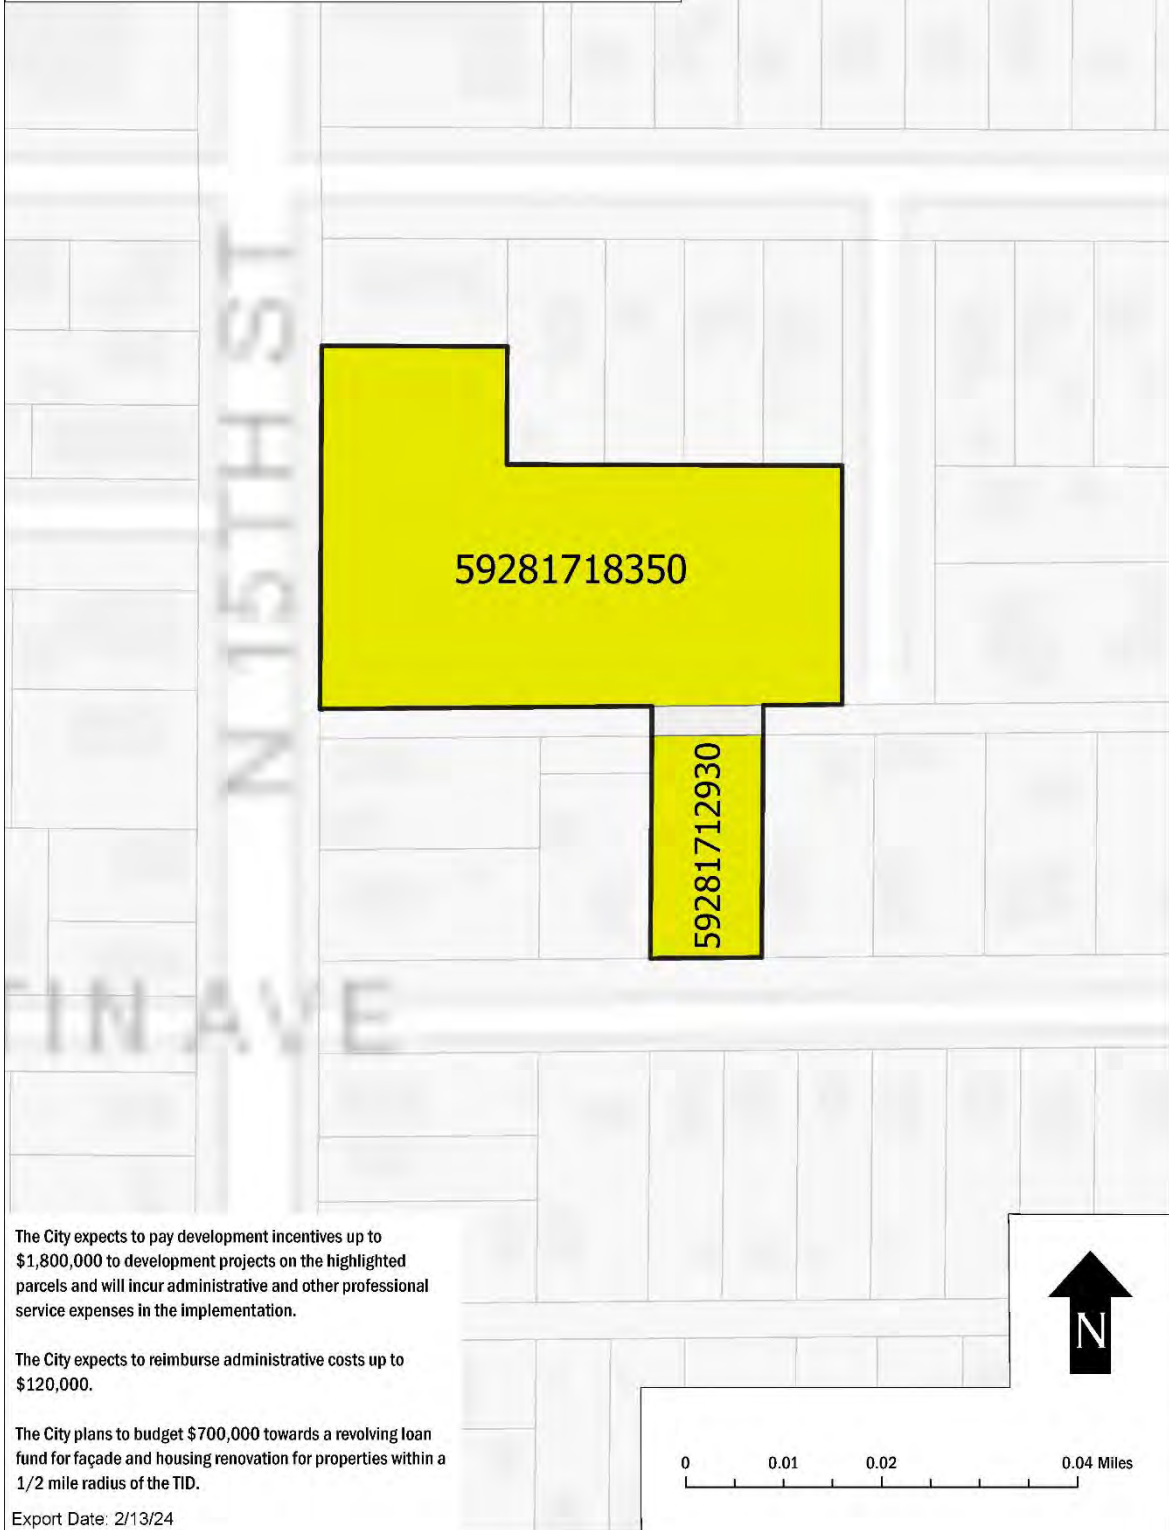 N 15TH ST
59281718350
59281712930
TIN AVE
The City expects to pay development incentives up to
$1,800,000 to development projects on the highlighted
parcels and will incur administrative and other professional
service expenses in the implementation.
The City expects to reimburse administrative costs up to
$120,000.
The City plans to budget $700,000 towards a revolving loan
fund for façade and housing renovation for properties within a
1/2 mile radius of the TID.
Export Date: 2/13/24
N
0 0.01 0.02 0.04 Miles